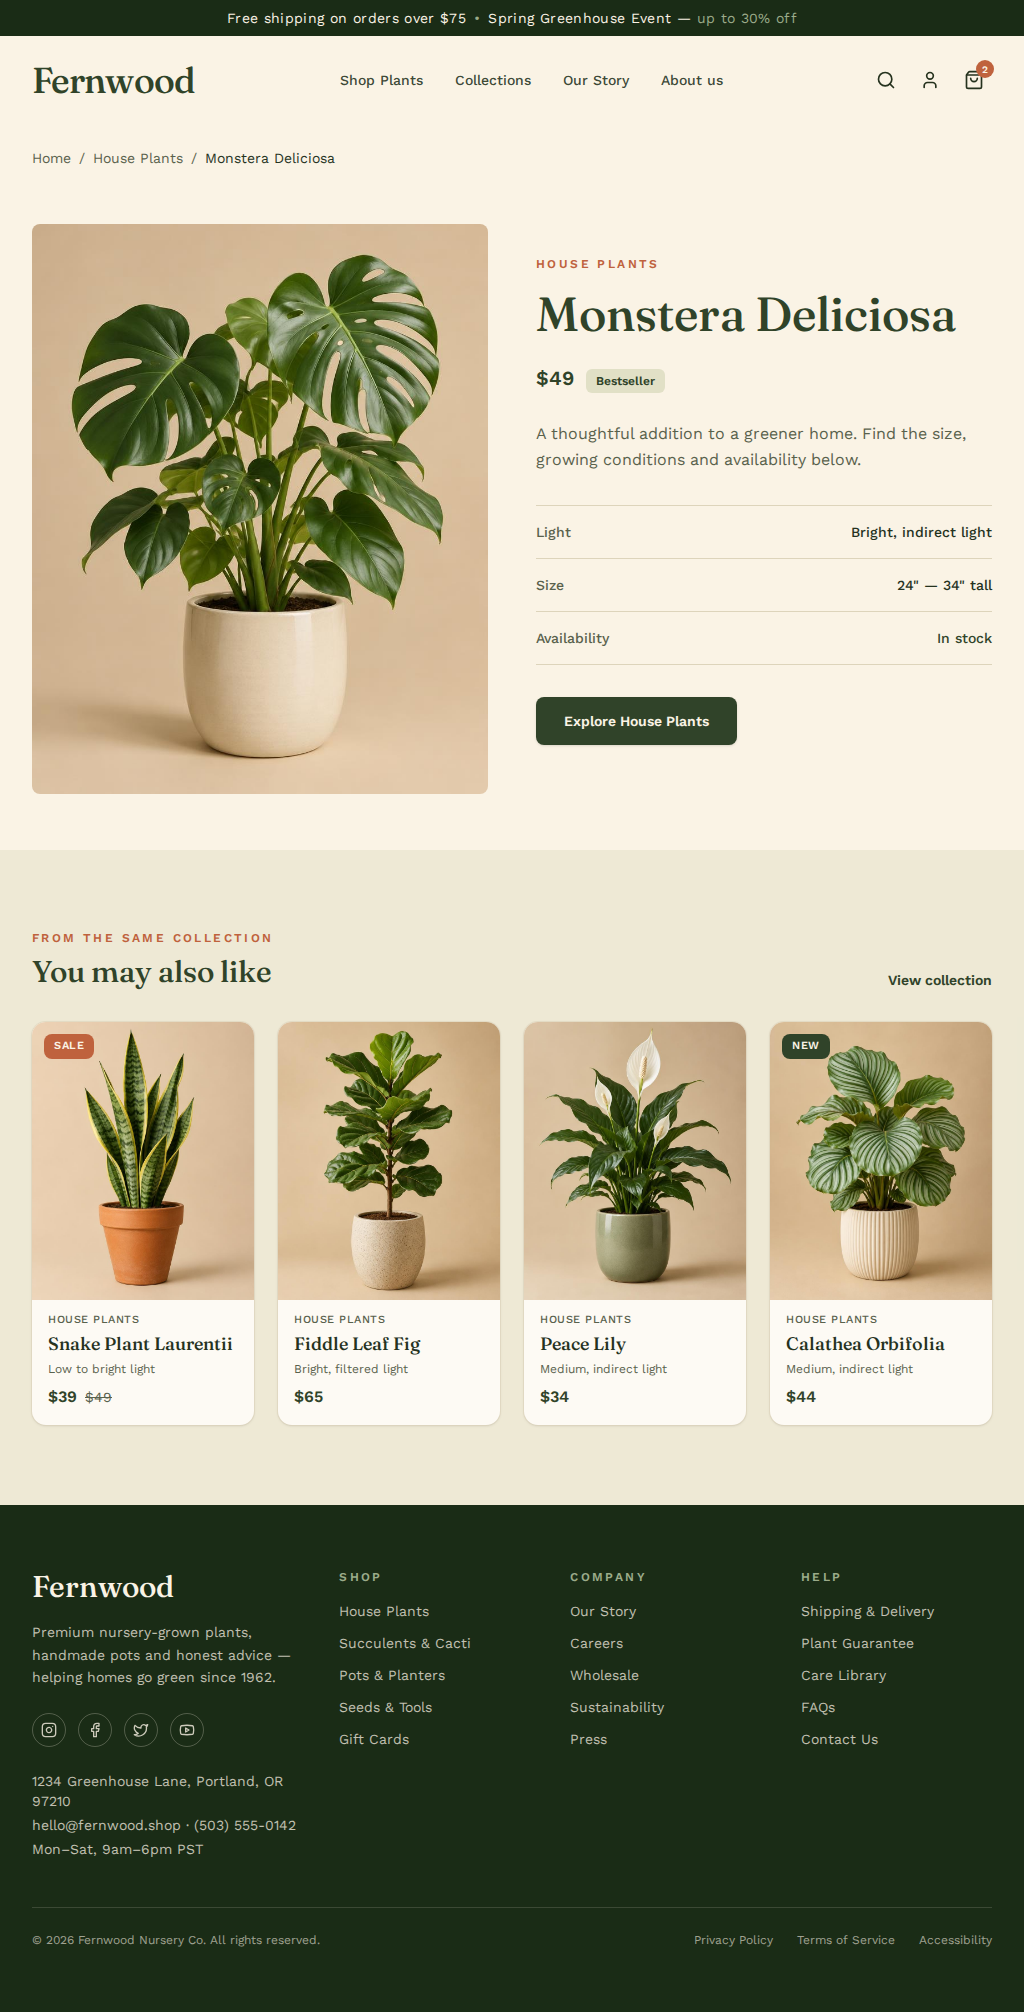 Free shipping on orders over $75 • Spring Greenhouse Event — up to 30% off
Fernwood
Shop Plants
Collections
Our Story
About us
2
Home / House Plants / Monstera Deliciosa
HOUSE PLANTS
Monstera Deliciosa
$49
Bestseller
A thoughtful addition to a greener home. Find the size,
growing conditions and availability below.
Light
Bright, indirect light
Size
24" — 34" tall
Availability
In stock
Explore House Plants
FROM THE SAME COLLECTION
You may also like
View collection
SALE
HOUSE PLANTS
Snake Plant Laurentii
Low to bright light
$39 $49
HOUSE PLANTS
Fiddle Leaf Fig
Bright, filtered light
$65
HOUSE PLANTS
Peace Lily
Medium, indirect light
$34
NEW
HOUSE PLANTS
Calathea Orbifolia
Medium, indirect light
$44
Fernwood
Premium nursery-grown plants,
handmade pots and honest advice —
helping homes go green since 1962.
1234 Greenhouse Lane, Portland, OR
97210
hello@fernwood.shop · (503) 555-0142
Mon–Sat, 9am–6pm PST
SHOP
House Plants
Succulents & Cacti
Pots & Planters
Seeds & Tools
Gift Cards
COMPANY
Our Story
Careers
Wholesale
Sustainability
Press
HELP
Shipping & Delivery
Plant Guarantee
Care Library
FAQs
Contact Us
© 2026 Fernwood Nursery Co. All rights reserved.
Privacy Policy
Terms of Service
Accessibility